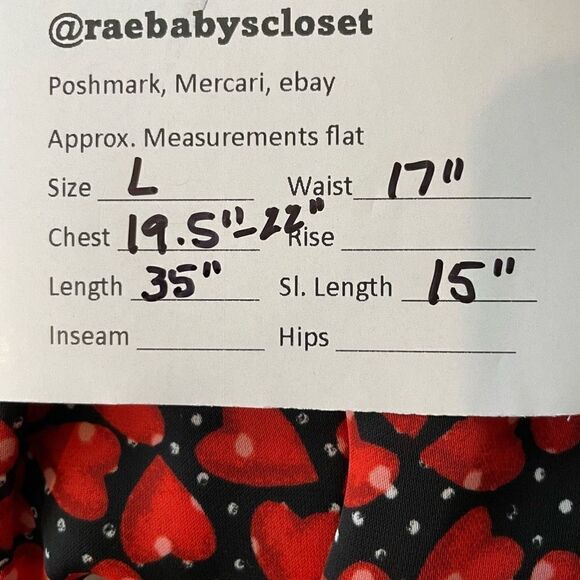 @raebabyscloset
Poshmark, Mercari, ebay
Approx. Measurements flat
Size L Waist 17"
Chest 19.5"-22" Rise
Length 35" Sl. Length 15"
Inseam Hips